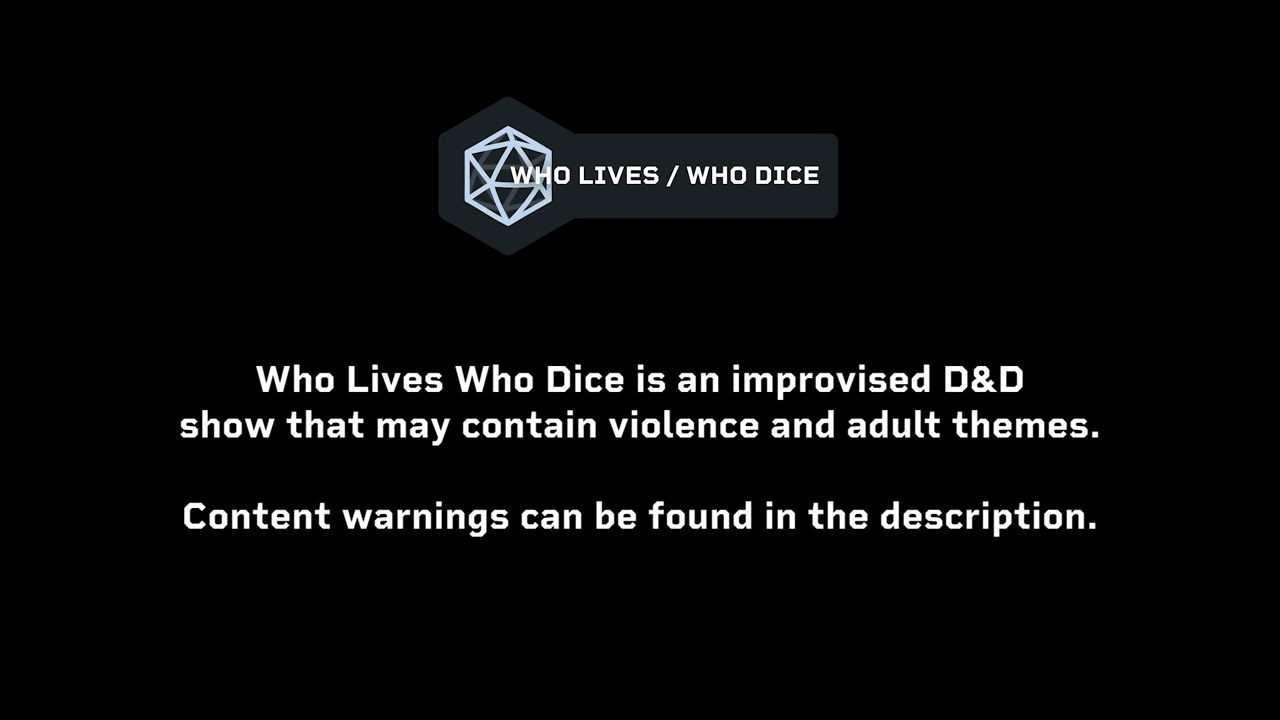 WHO LIVES / WHO DICE
Who Lives Who Dice is an improvised D&D
show that may contain violence and adult themes.
Content warnings can be found in the description.